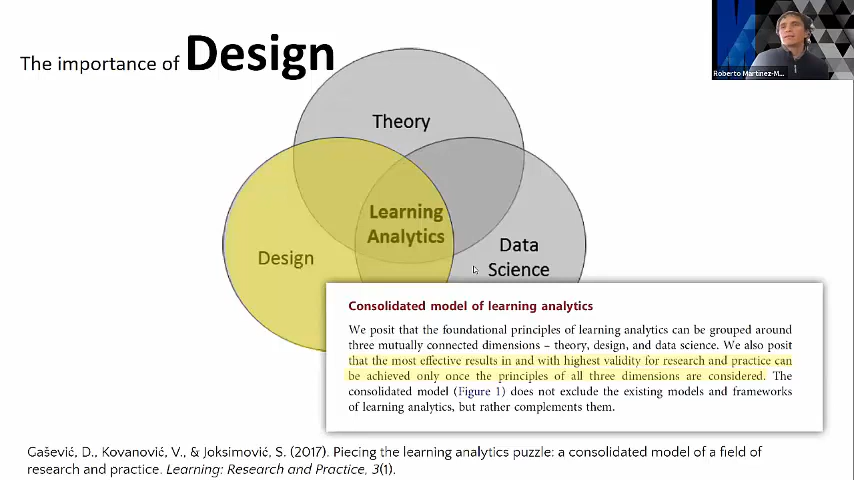 The importance of Design
Roberto Martinez-M...
Theory
Learning
Analytics
Design
Data
Science
Consolidated model of learning analytics
We posit that the foundational principles of learning analytics can be grouped around
three mutually connected dimensions – theory, design, and data science. We also posit
that the most effective results in and with highest validity for research and practice can
be achieved only once the principles of all three dimensions are considered. The
consolidated model (Figure 1) does not exclude the existing models and frameworks
of learning analytics, but rather complements them.
Gašević, D., Kovanović, V., & Joksimović, S. (2017). Piecing the learning analytics puzzle: a consolidated model of a field of
research and practice. Learning: Research and Practice, 3(1).